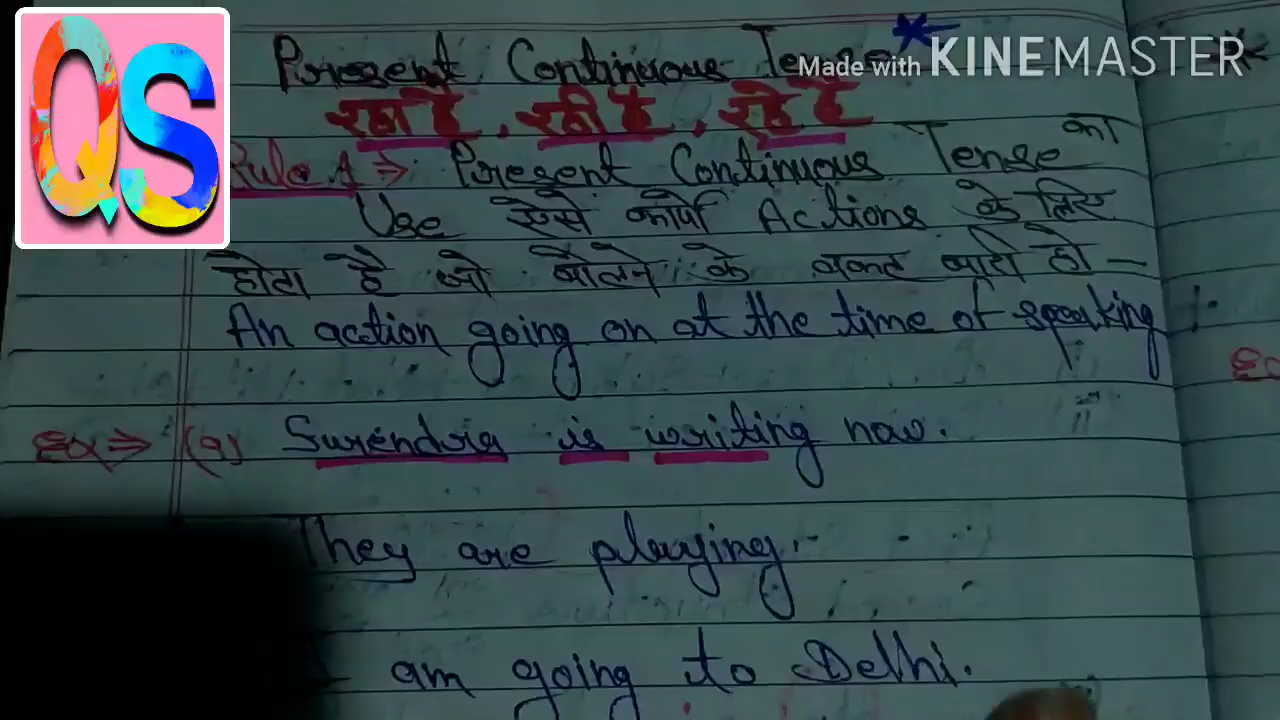 QS
Present Continuous Tense
Made with KINEMASTER
रहा है, रही है, रहे है
Rule A ⇒ Present Continuous Tense का
Use ऐसे कार्यो Actions के लिए
होता है जो बोलने के वक्त जारी हो -
An action going on at the time of speaking
Ex ⇒ (a) Surendra is writing now.
They are playing.
am going to Delhi.